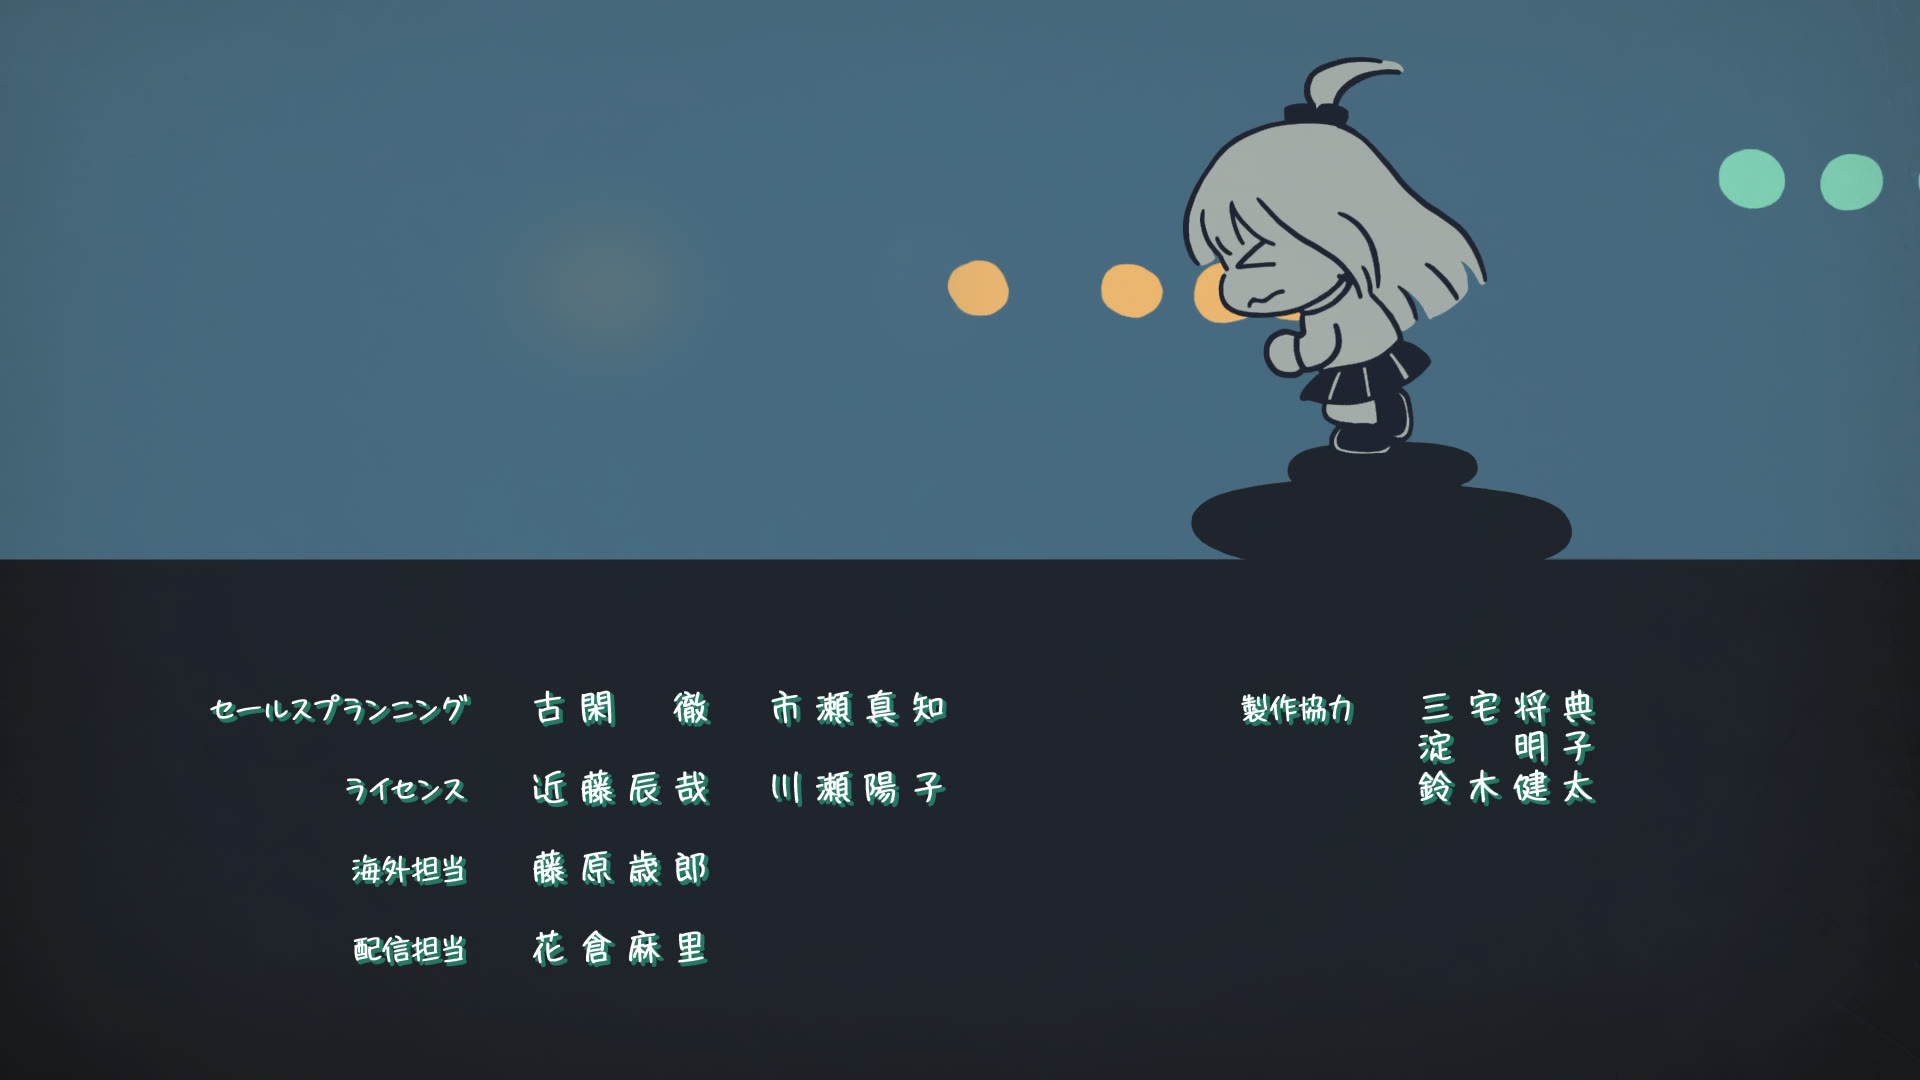 セールスプランニング 古閑 徹 市瀬真知
ライセンス 近藤辰哉 川瀬陽子
海外担当 藤原歳郎
配信担当 花倉麻里
製作協力 三宅将典
淀 明子
鈴木健太